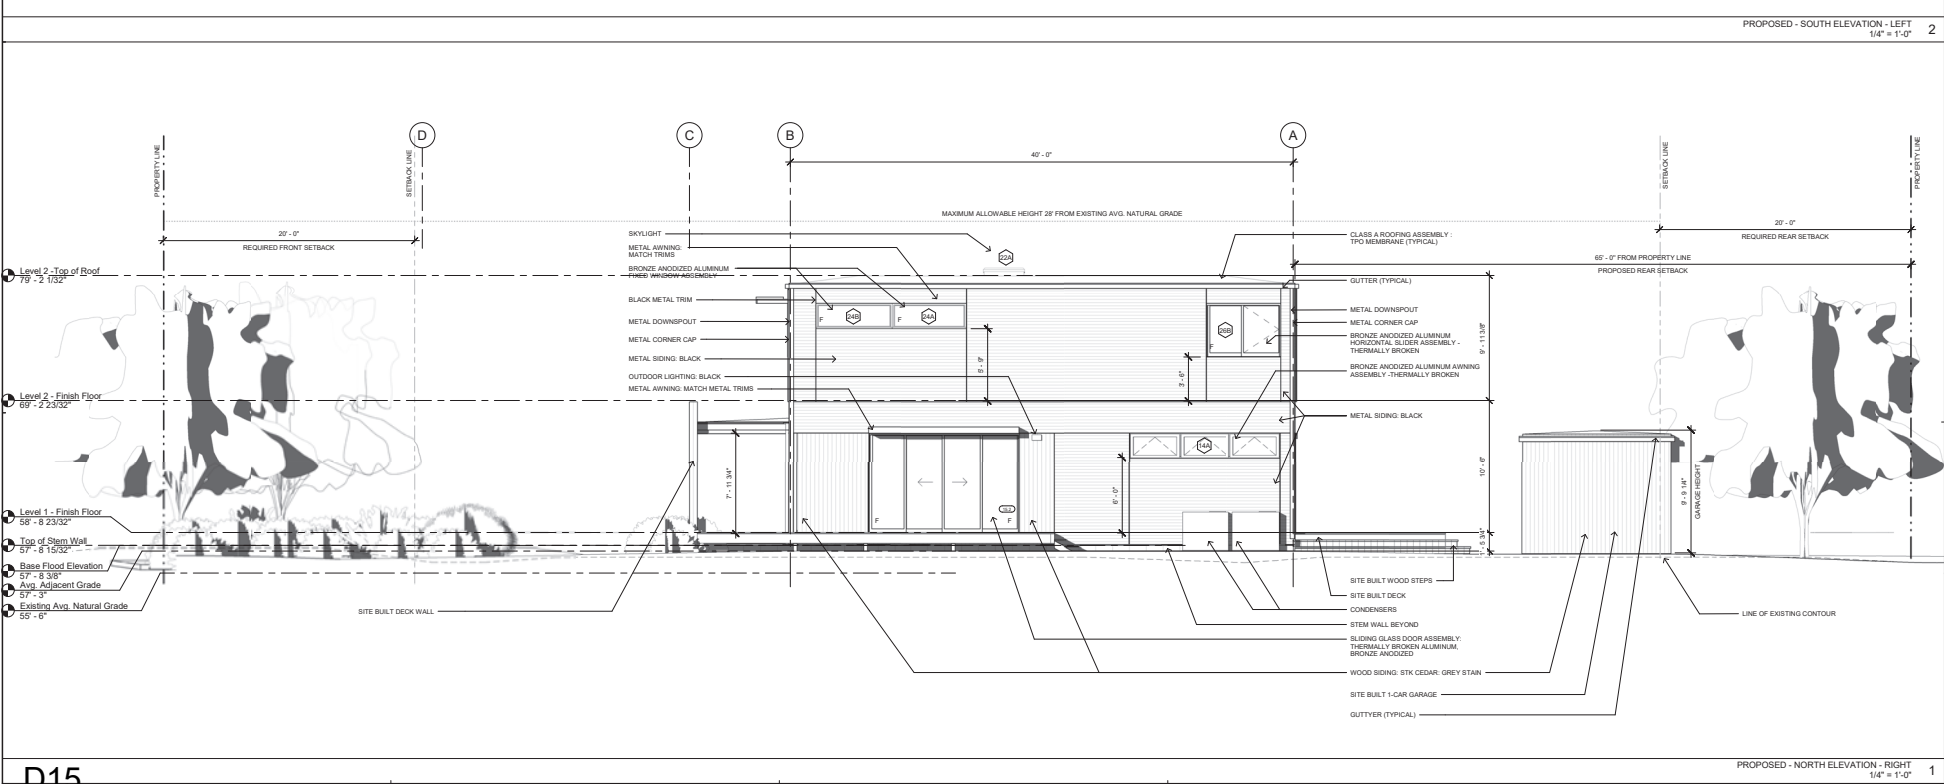 PROPOSED - SOUTH ELEVATION - LEFT
1/4" = 1'-0"
2
D
C
B
A
PROPERTY LINE
SETBACK LINE
SETBACK LINE
PROPERTY LINE
40' - 0"
MAXIMUM ALLOWABLE HEIGHT 28' FROM EXISTING AVG. NATURAL GRADE
20' - 0"
REQUIRED FRONT SETBACK
20' - 0"
REQUIRED REAR SETBACK
65' - 0" FROM PROPERTY LINE
PROPOSED REAR SETBACK
Level 2 -Top of Roof
79' - 2 1/32"
Level 2 - Finish Floor
69' - 2 23/32"
Level 1 - Finish Floor
58' - 8 23/32"
Top of Stem Wall
57' - 8 15/32"
Base Flood Elevation
57' - 8 3/8"
Avg. Adjacent Grade
57' - 3"
Existing Avg. Natural Grade
55' - 6"
SKYLIGHT
METAL AWNING:
MATCH TRIMS
BRONZE ANODIZED ALUMINUM
FIXED WINDOW ASSEMBLY
BLACK METAL TRIM
METAL DOWNSPOUT
METAL CORNER CAP
METAL SIDING: BLACK
OUTDOOR LIGHTING: BLACK
METAL AWNING: MATCH METAL TRIMS
SITE BUILT DECK WALL
22A
F
24B
F
24A
26B
F
14A
F
F
5' - 9"
3' - 6"
7' - 11 3/4"
6' - 0"
CLASS A ROOFING ASSEMBLY :
TPO MEMBRANE (TYPICAL)
GUTTER (TYPICAL)
METAL DOWNSPOUT
METAL CORNER CAP
BRONZE ANODIZED ALUMINUM
HORIZONTAL SLIDER ASSEMBLY -
THERMALLY BROKEN
BRONZE ANODIZED ALUMINUM AWNING
ASSEMBLY -THERMALLY BROKEN
METAL SIDING: BLACK
9' - 11 3/8"
10' - 6"
1' - 5 3/4"
9' - 9 1/4"
GARAGE HEIGHT
SITE BUILT WOOD STEPS
SITE BUILT DECK
CONDENSERS
STEM WALL BEYOND
SLIDING GLASS DOOR ASSEMBLY:
THERMALLY BROKEN ALUMINUM,
BRONZE ANODIZED
WOOD SIDING: STK CEDAR: GREY STAIN
SITE BUILT 1-CAR GARAGE
GUTTYER (TYPICAL)
LINE OF EXISTING CONTOUR
D15
PROPOSED - NORTH ELEVATION - RIGHT
1/4" = 1'-0"
1